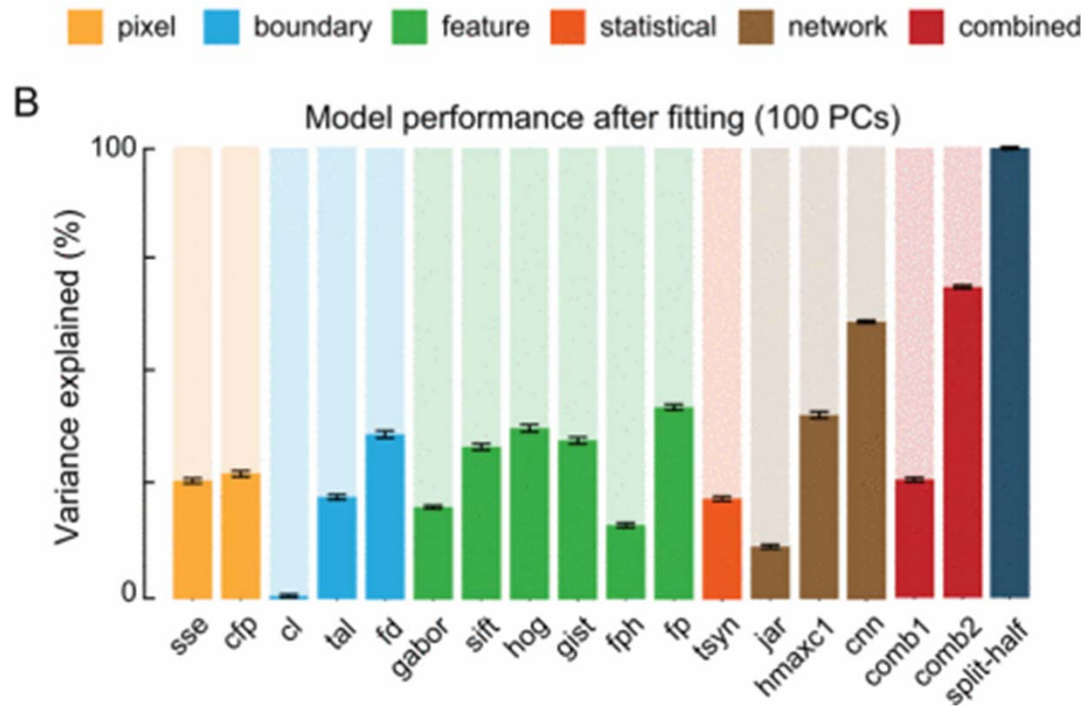 pixel boundary feature statistical network combined
B
Model performance after fitting (100 PCs)
100
Variance explained (%)
0
sse cfp cl tal fd gabor sift hog gist fph fp tsyn jar hmaxc1 cnn comb1 comb2 split-half